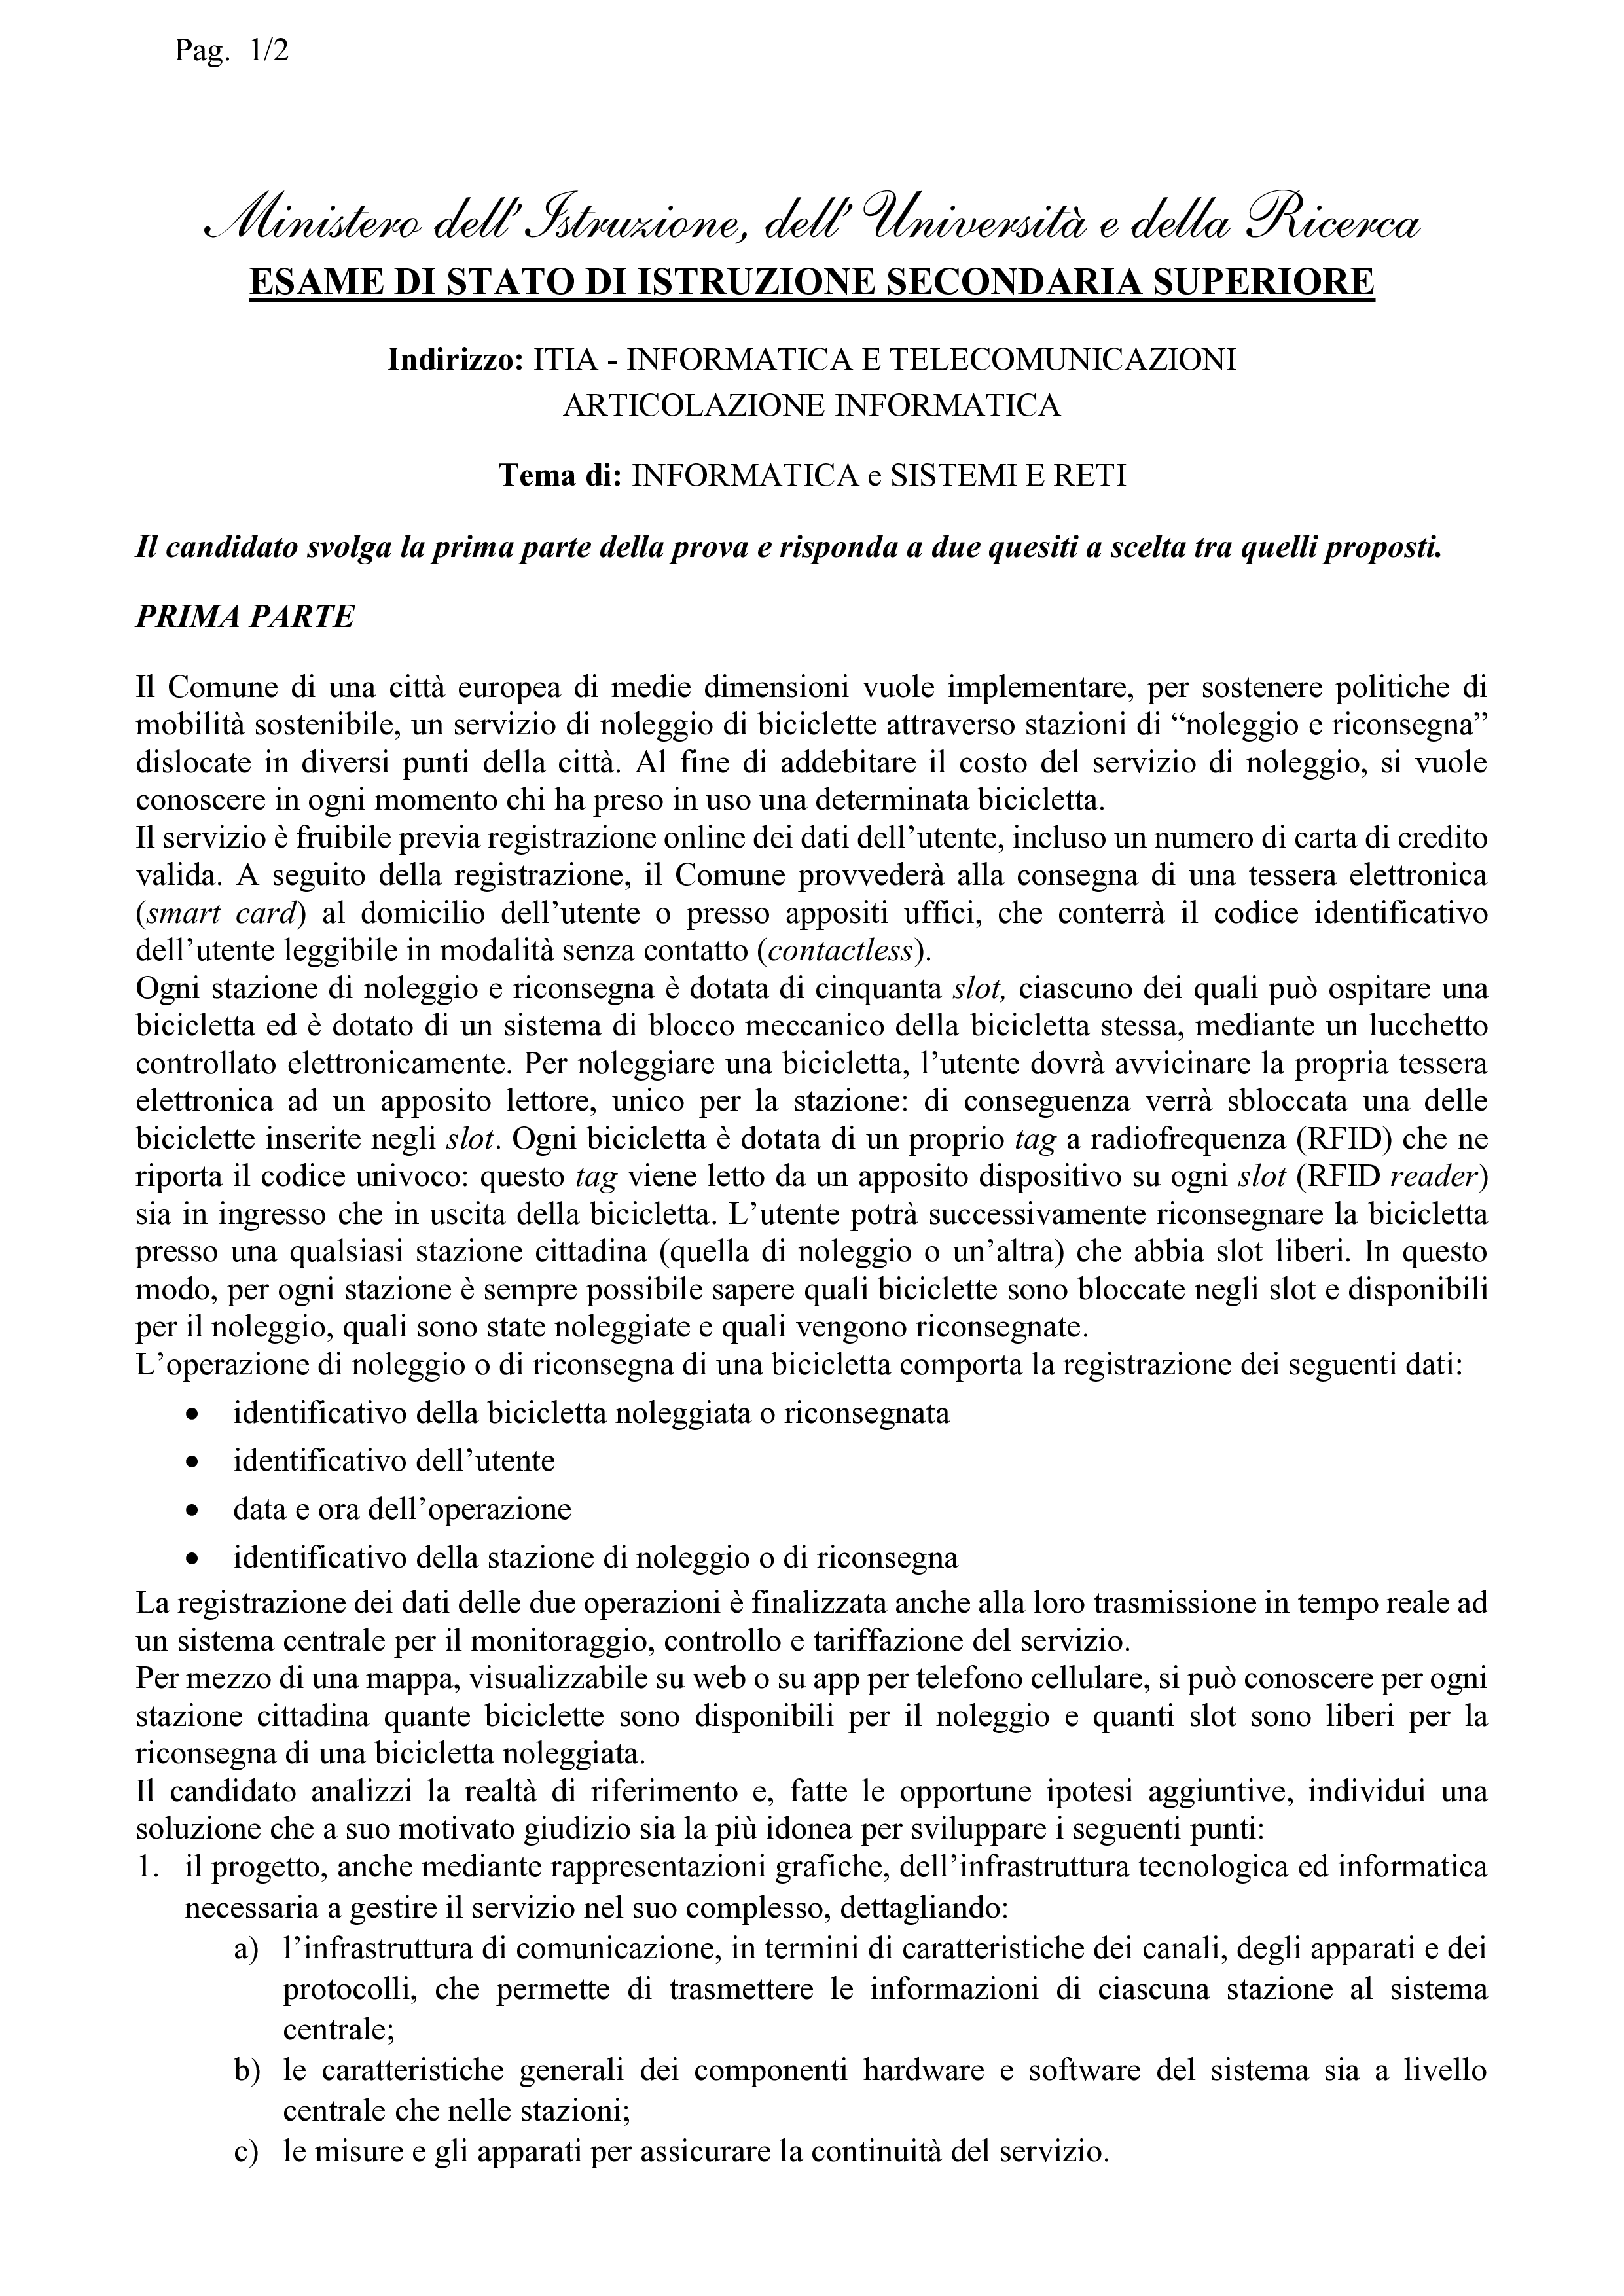 Pag. 1/2
Ministero dell' Istruzione, dell' Università e della Ricerca
ESAME DI STATO DI ISTRUZIONE SECONDARIA SUPERIORE
Indirizzo: ITIA - INFORMATICA E TELECOMUNICAZIONI
ARTICOLAZIONE INFORMATICA
Tema di: INFORMATICA e SISTEMI E RETI
Il candidato svolga la prima parte della prova e risponda a due quesiti a scelta tra quelli proposti.
PRIMA PARTE
Il Comune di una città europea di medie dimensioni vuole implementare, per sostenere politiche di
mobilità sostenibile, un servizio di noleggio di biciclette attraverso stazioni di “noleggio e riconsegna”
dislocate in diversi punti della città. Al fine di addebitare il costo del servizio di noleggio, si vuole
conoscere in ogni momento chi ha preso in uso una determinata bicicletta.
Il servizio è fruibile previa registrazione online dei dati dell’utente, incluso un numero di carta di credito
valida. A seguito della registrazione, il Comune provvederà alla consegna di una tessera elettronica
(smart card) al domicilio dell’utente o presso appositi uffici, che conterrà il codice identificativo
dell’utente leggibile in modalità senza contatto (contactless).
Ogni stazione di noleggio e riconsegna è dotata di cinquanta slot, ciascuno dei quali può ospitare una
bicicletta ed è dotato di un sistema di blocco meccanico della bicicletta stessa, mediante un lucchetto
controllato elettronicamente. Per noleggiare una bicicletta, l’utente dovrà avvicinare la propria tessera
elettronica ad un apposito lettore, unico per la stazione: di conseguenza verrà sbloccata una delle
biciclette inserite negli slot. Ogni bicicletta è dotata di un proprio tag a radiofrequenza (RFID) che ne
riporta il codice univoco: questo tag viene letto da un apposito dispositivo su ogni slot (RFID reader)
sia in ingresso che in uscita della bicicletta. L’utente potrà successivamente riconsegnare la bicicletta
presso una qualsiasi stazione cittadina (quella di noleggio o un’altra) che abbia slot liberi. In questo
modo, per ogni stazione è sempre possibile sapere quali biciclette sono bloccate negli slot e disponibili
per il noleggio, quali sono state noleggiate e quali vengono riconsegnate.
L’operazione di noleggio o di riconsegna di una bicicletta comporta la registrazione dei seguenti dati:
• identificativo della bicicletta noleggiata o riconsegnata
• identificativo dell’utente
• data e ora dell’operazione
• identificativo della stazione di noleggio o di riconsegna
La registrazione dei dati delle due operazioni è finalizzata anche alla loro trasmissione in tempo reale ad
un sistema centrale per il monitoraggio, controllo e tariffazione del servizio.
Per mezzo di una mappa, visualizzabile su web o su app per telefono cellulare, si può conoscere per ogni
stazione cittadina quante biciclette sono disponibili per il noleggio e quanti slot sono liberi per la
riconsegna di una bicicletta noleggiata.
Il candidato analizzi la realtà di riferimento e, fatte le opportune ipotesi aggiuntive, individui una
soluzione che a suo motivato giudizio sia la più idonea per sviluppare i seguenti punti:
1. il progetto, anche mediante rappresentazioni grafiche, dell’infrastruttura tecnologica ed informatica
necessaria a gestire il servizio nel suo complesso, dettagliando:
a) l’infrastruttura di comunicazione, in termini di caratteristiche dei canali, degli apparati e dei
protocolli, che permette di trasmettere le informazioni di ciascuna stazione al sistema
centrale;
b) le caratteristiche generali dei componenti hardware e software del sistema sia a livello
centrale che nelle stazioni;
c) le misure e gli apparati per assicurare la continuità del servizio.